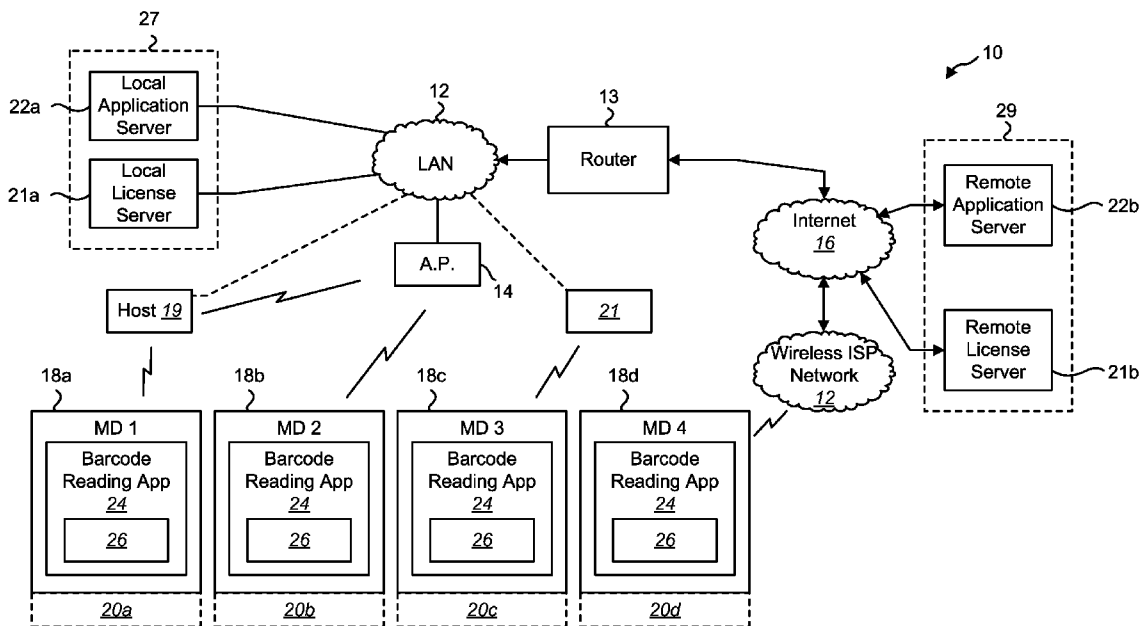 27
10
22a
Local
Application
Server
12
LAN
13
Router
29
21a
Local
License
Server
Internet
16
Remote
Application
Server
22b
A.P.
14
Host 19
21
Wireless ISP
Network
12
Remote
License
Server
21b
18a
18b
18c
18d
MD 1
Barcode
Reading App
24
26
20a
MD 2
Barcode
Reading App
24
26
20b
MD 3
Barcode
Reading App
24
26
20c
MD 4
Barcode
Reading App
24
26
20d